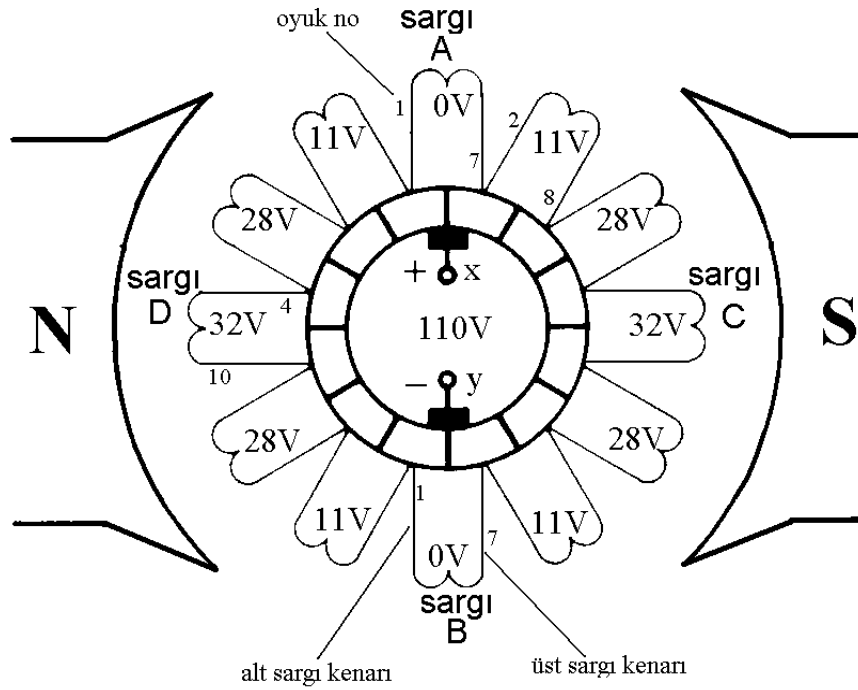 oyuk no
sargı
A
1
0V
7
2
11V
11V
8
28V
28V
sargı
D
sargı
C
+ x
N
32V
4
110V
32V
S
10
– y
28V
28V
11V
1
7
11V
0V
sargı
B
alt sargı kenarı
üst sargı kenarı